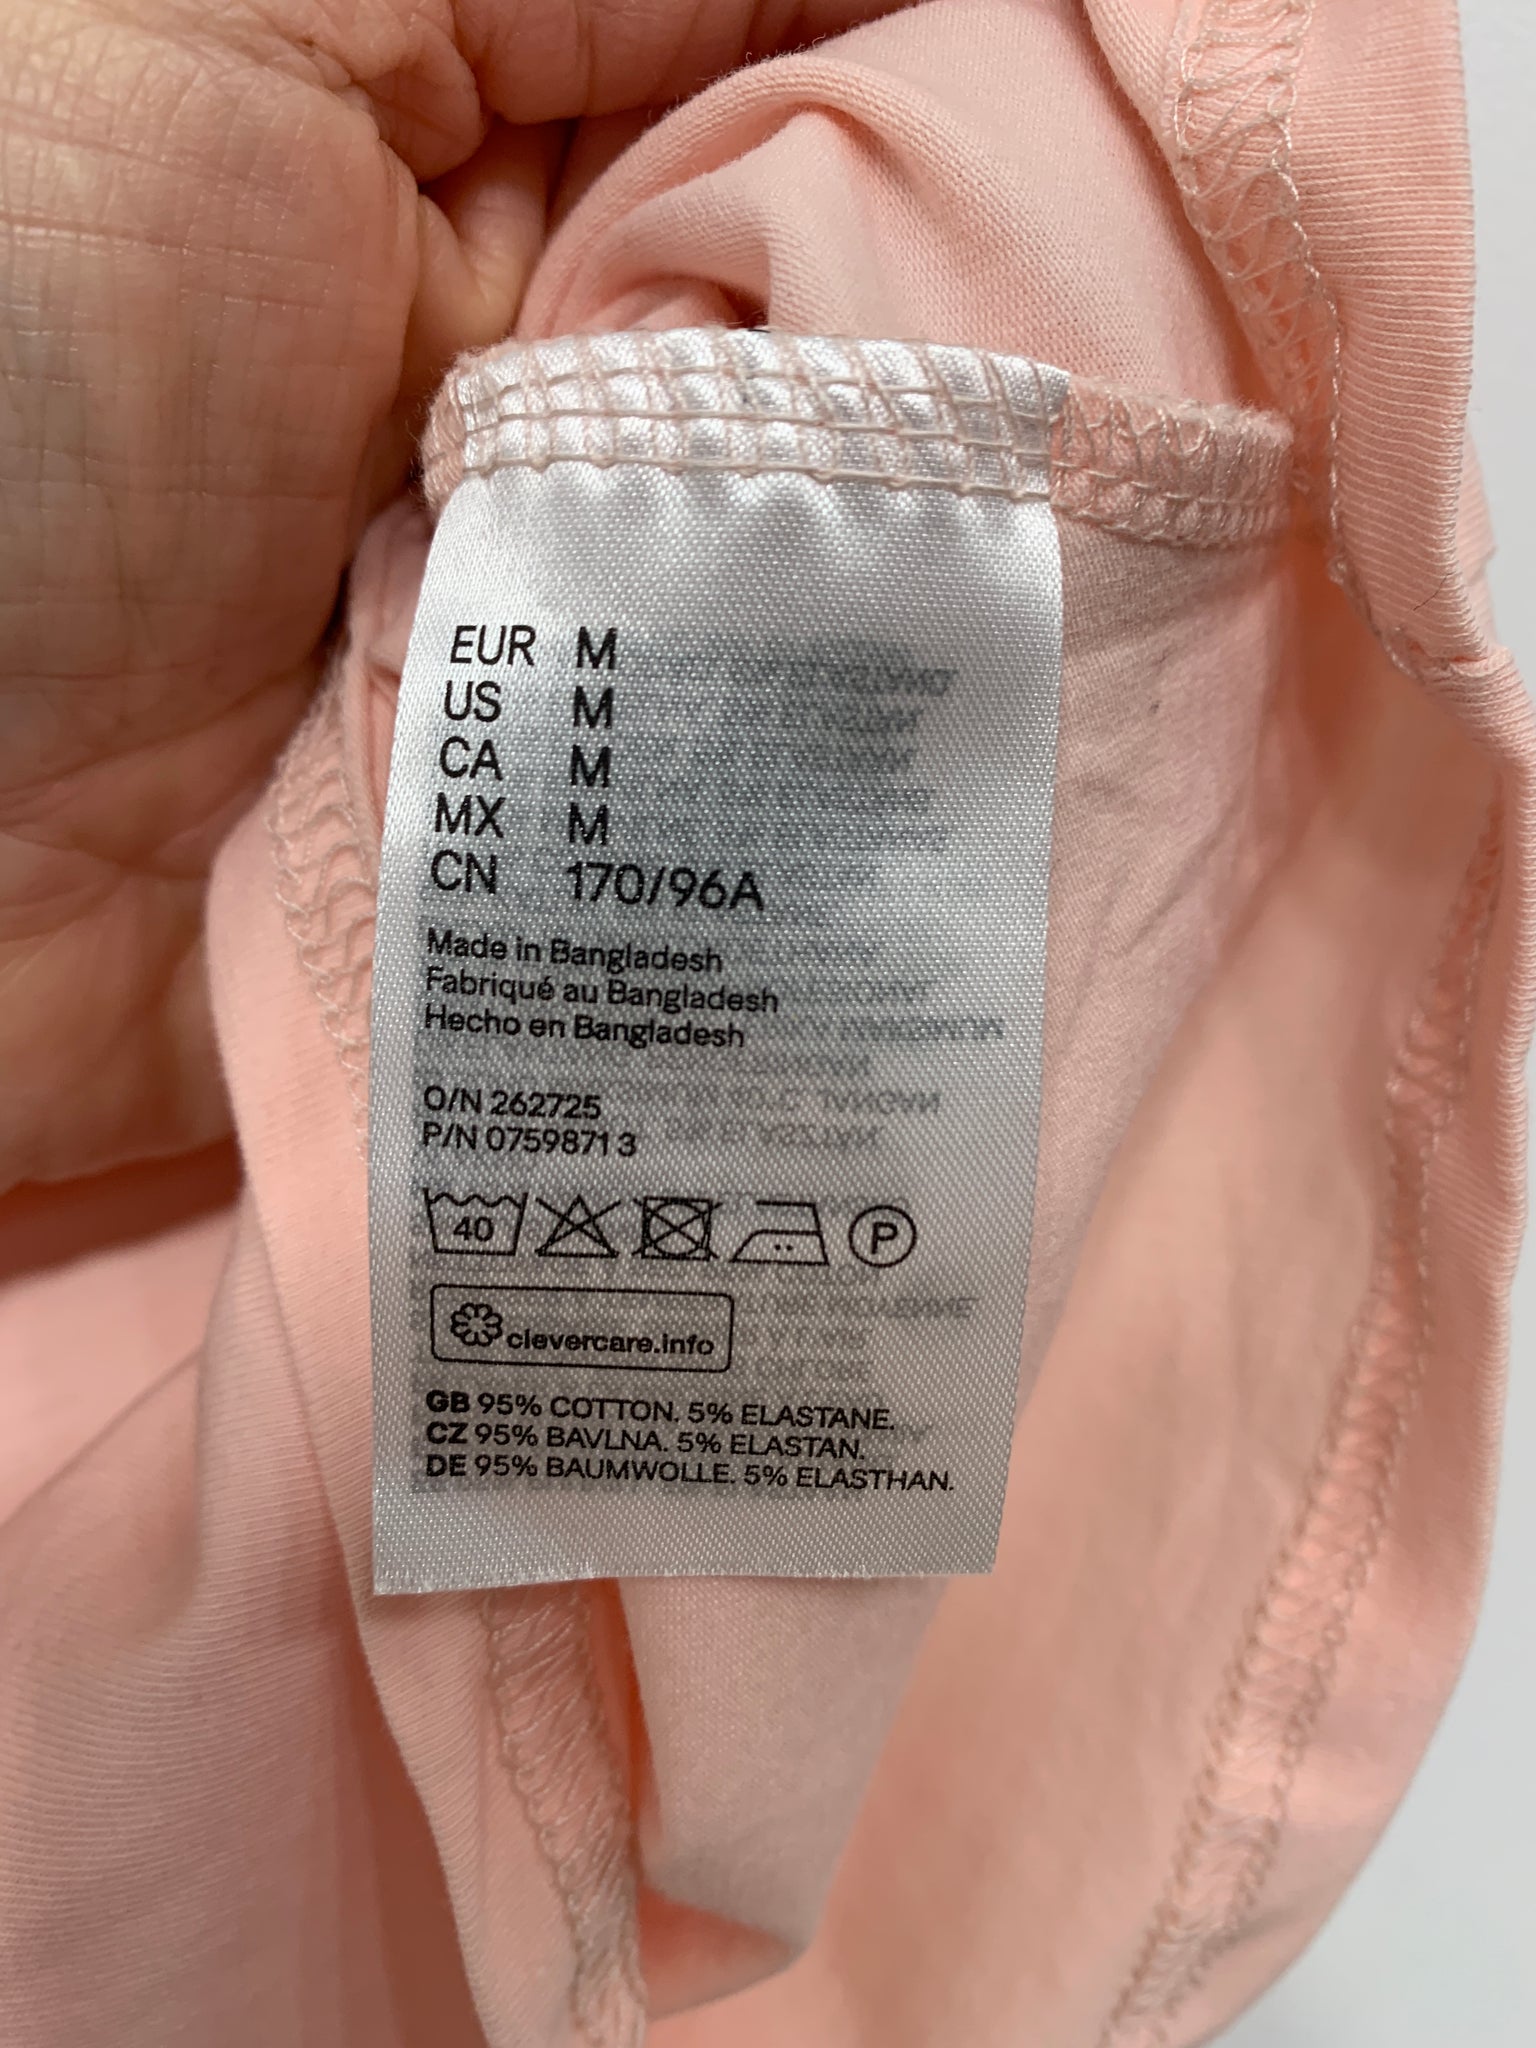 EUR M
US M
CA M
MX M
CN 170/96A
Made in Bangladesh
Fabriqué au Bangladesh
Hecho en Bangladesh
O/N 262725
P/N 0759871 3
40 P
clevercare.info
GB 95% COTTON. 5% ELASTANE.
CZ 95% BAVLNA. 5% ELASTAN.
DE 95% BAUMWOLLE. 5% ELASTHAN.